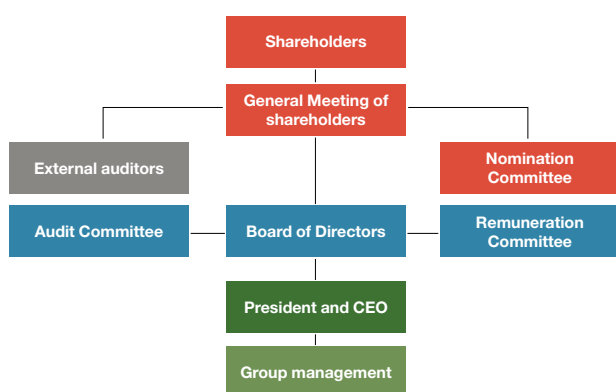 Shareholders
General Meeting of
shareholders
External auditors
Nomination
Committee
Audit Committee
Board of Directors
Remuneration
Committee
President and CEO
Group management